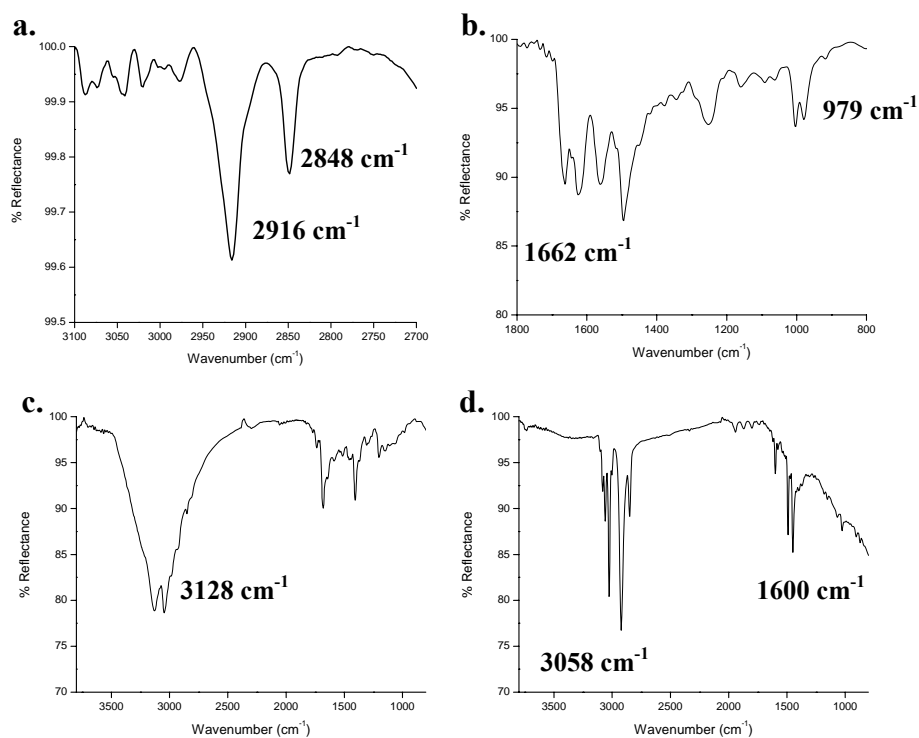 a.
100.0
99.9
99.8
99.7
99.6
99.5
% Reflectance
2848 cm⁻¹
2916 cm⁻¹
3100 3050 3000 2950 2900 2850 2800 2750 2700
Wavenumber (cm⁻¹)
b.
100
95
90
85
80
% Reflectance
979 cm⁻¹
1662 cm⁻¹
1800 1600 1400 1200 1000 800
Wavenumber (cm⁻¹)
c.
100
95
90
85
80
75
70
% Reflectance
3128 cm⁻¹
3500 3000 2500 2000 1500 1000
Wavenumber (cm⁻¹)
d.
100
95
90
85
80
75
70
% Reflectance
1600 cm⁻¹
3058 cm⁻¹
3500 3000 2500 2000 1500 1000
Wavenumber (cm⁻¹)